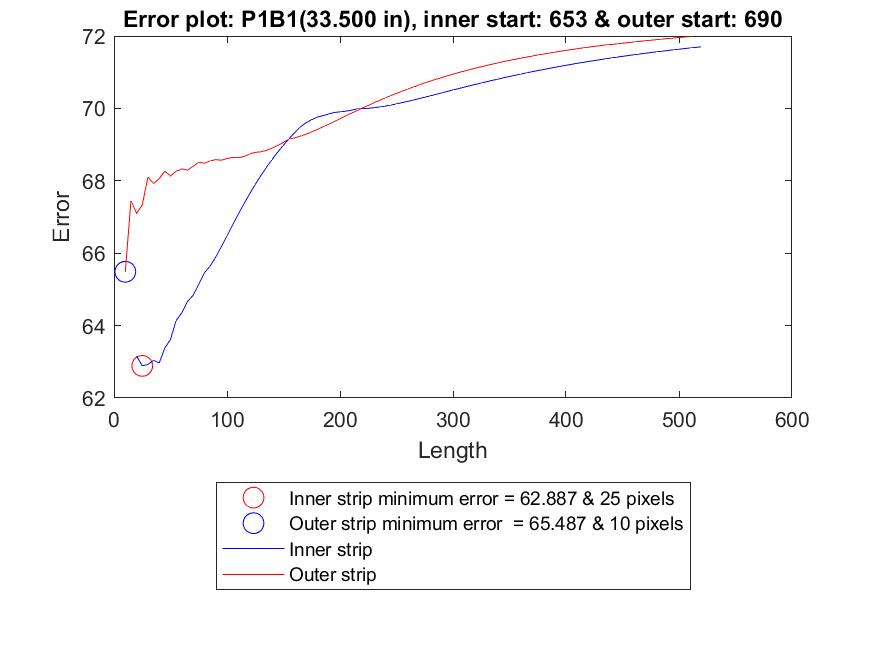 Error plot: P1B1(33.500 in), inner start: 653 & outer start: 690
72
70
68
66
64
62
Error
0 100 200 300 400 500 600
Length
Inner strip minimum error = 62.887 & 25 pixels
Outer strip minimum error  = 65.487 & 10 pixels
Inner strip
Outer strip